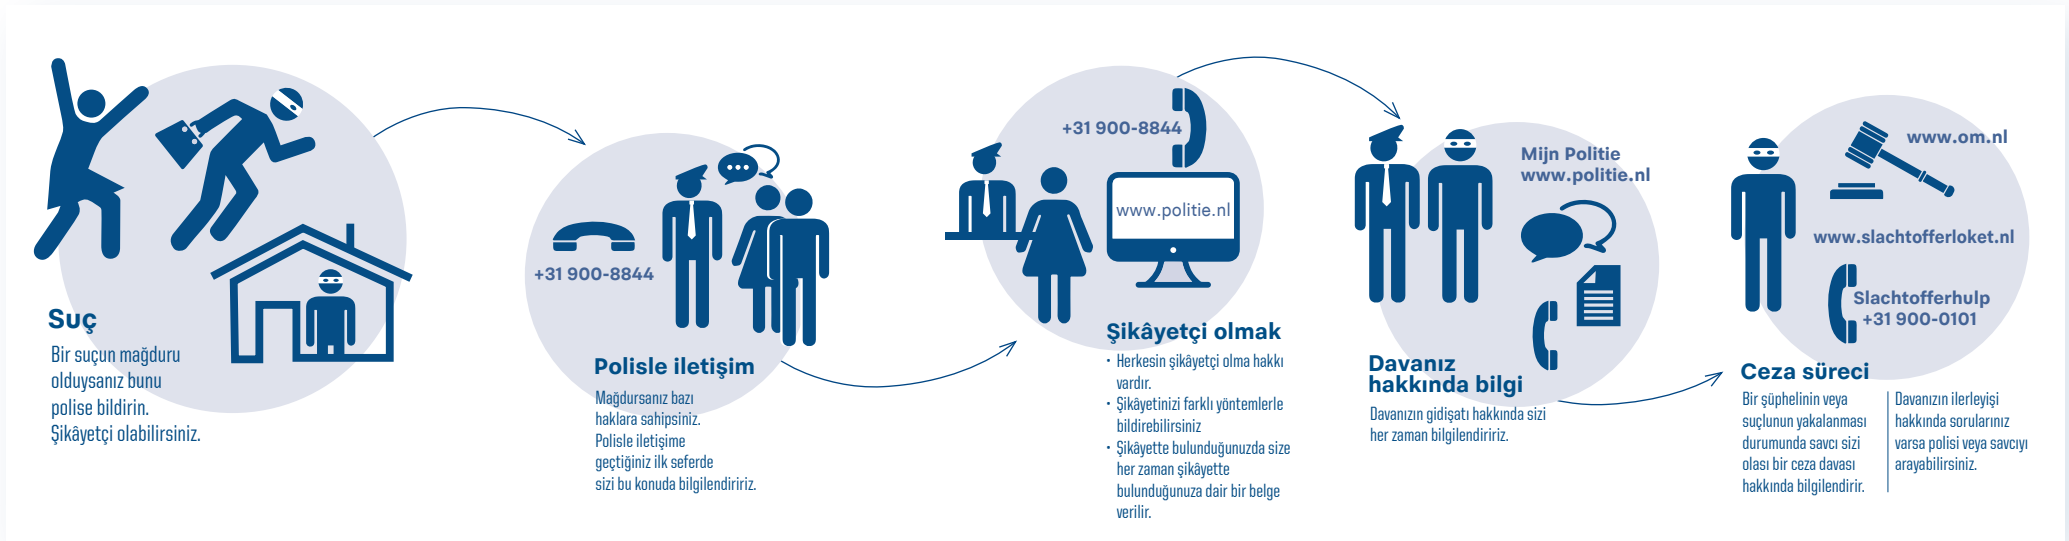 Suç
Bir suçun mağduru
olduysanız bunu
polise bildirin.
Şikâyetçi olabilirsiniz.
+31 900-8844
Polisle iletişim
Mağdursanız bazı
haklara sahipsiniz.
Polisle iletişime
geçtiğiniz ilk seferde
sizi bu konuda bilgilendiririz.
+31 900-8844
www.politie.nl
Şikâyetçi olmak
• Herkesin şikâyetçi olma hakkı
vardır.
• Şikâyetinizi farklı yöntemlerle
bildirebilirsiniz
• Şikâyette bulunduğunuzda size
her zaman şikâyette
bulunduğunuza dair bir belge
verilir.
Mijn Politie
www.politie.nl
Davanız
hakkında bilgi
Davanızın gidişatı hakkında sizi
her zaman bilgilendiririz.
www.om.nl
www.slachtofferloket.nl
Slachtofferhulp
+31 900-0101
Ceza süreci
Bir şüphelinin veya
suçlunun yakalanması
durumunda savcı sizi
olası bir ceza davası
hakkında bilgilendirir.
Davanızın ilerleyişi
hakkında sorularınız
varsa polisi veya savcıyı
arayabilirsiniz.